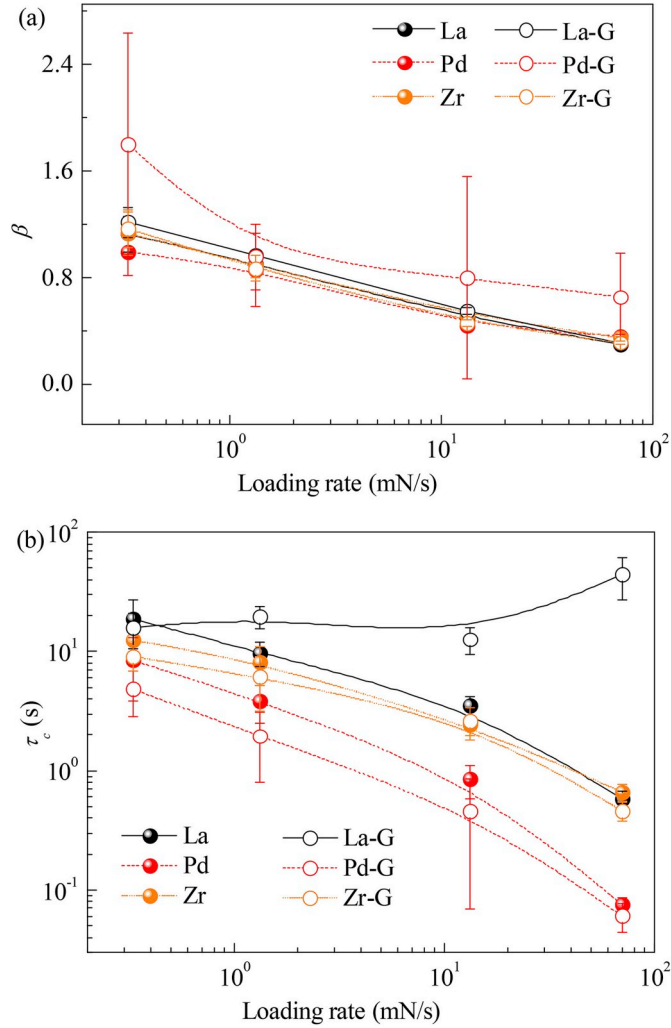 (a)
La La-G
Pd Pd-G
Zr Zr-G
2.4
1.6
0.8
0.0
β
10⁰ 10¹ 10²
Loading rate (mN/s)
(b)
10²
10¹
10⁰
10⁻¹
τc (s)
La La-G
Pd Pd-G
Zr Zr-G
10⁰ 10¹ 10²
Loading rate (mN/s)